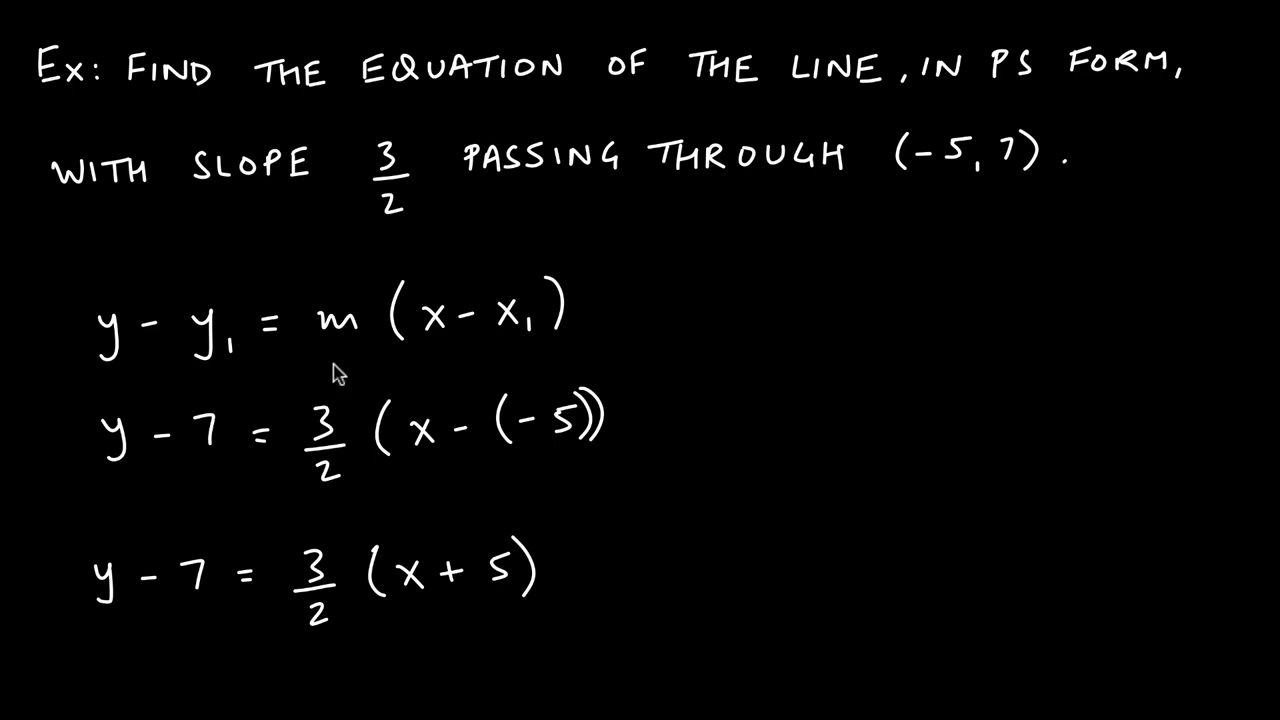 Ex: FIND THE EQUATION OF THE LINE, IN PS FORM,
WITH SLOPE 3/2 PASSING THROUGH (-5, 7).
y - y₁ = m (x - x₁)
y - 7 = 3/2 (x - (-5))
y - 7 = 3/2 (x + 5)